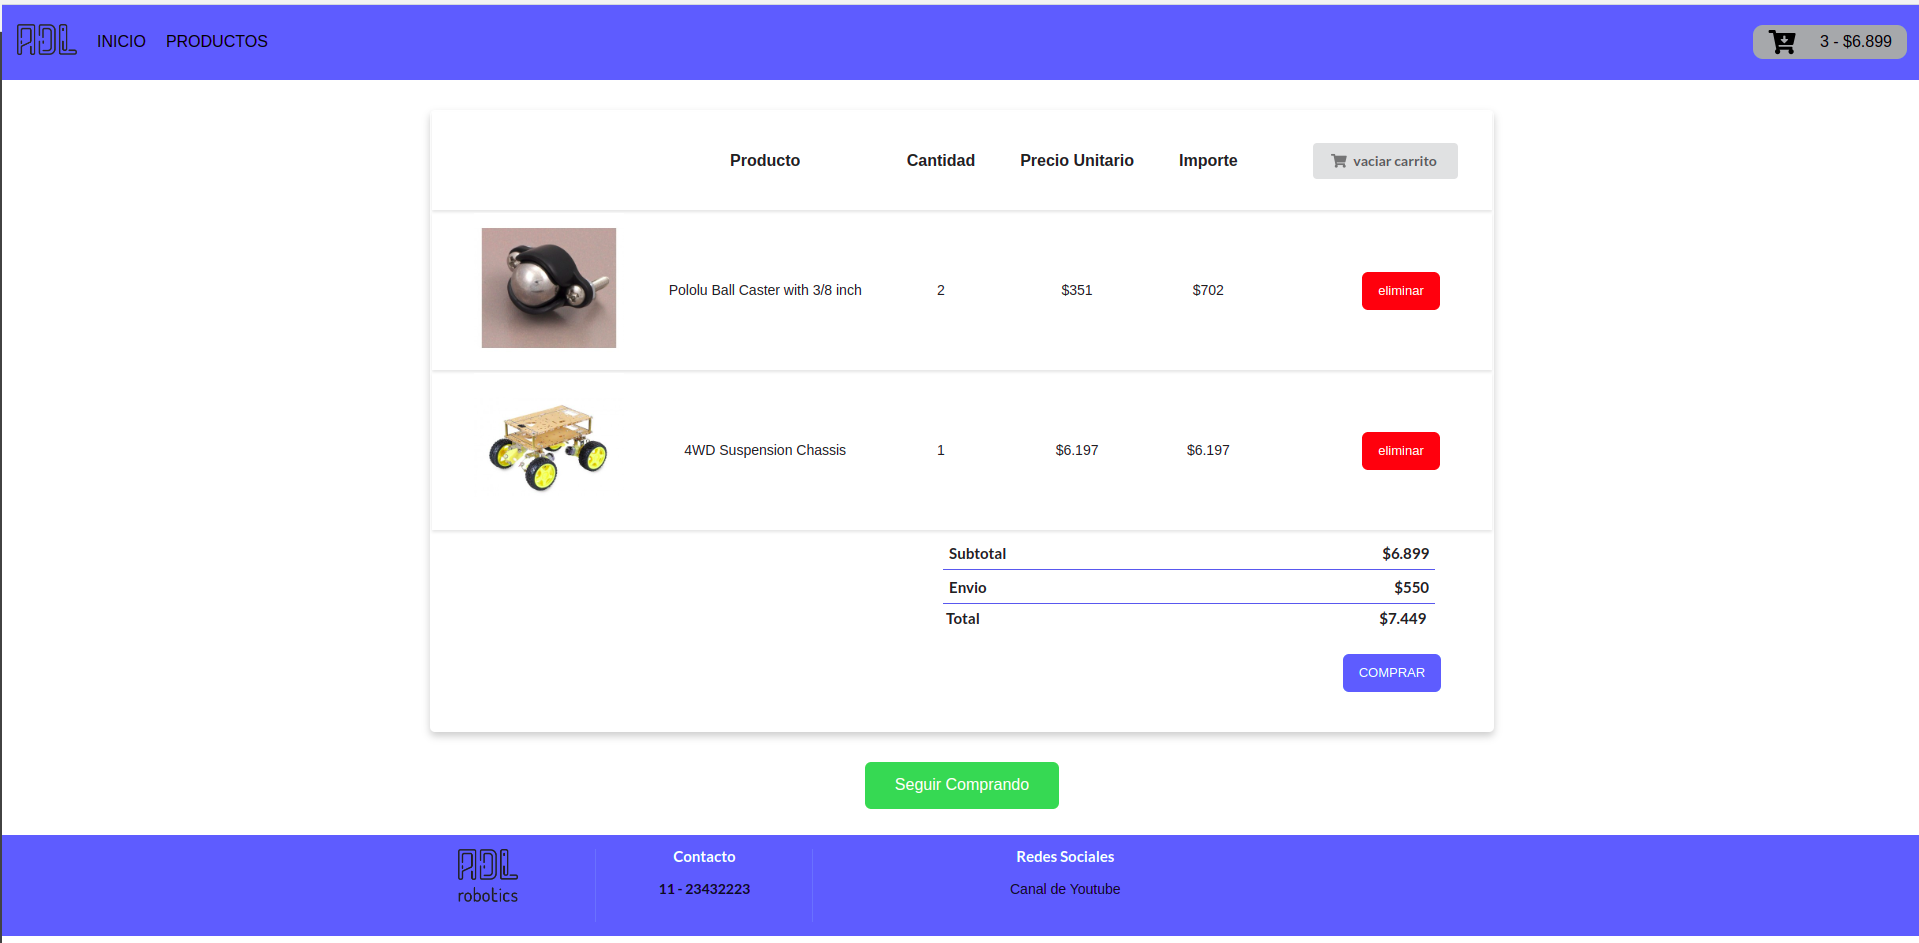 ADL INICIO PRODUCTOS 3 - $6.899
Producto Cantidad Precio Unitario Importe vaciar carrito
Pololu Ball Caster with 3/8 inch 2 $351 $702 eliminar
4WD Suspension Chassis 1 $6.197 $6.197 eliminar
Subtotal $6.899
Envio $550
Total $7.449
COMPRAR
Seguir Comprando
ADL
robotics
Contacto
11 - 23432223
Redes Sociales
Canal de Youtube